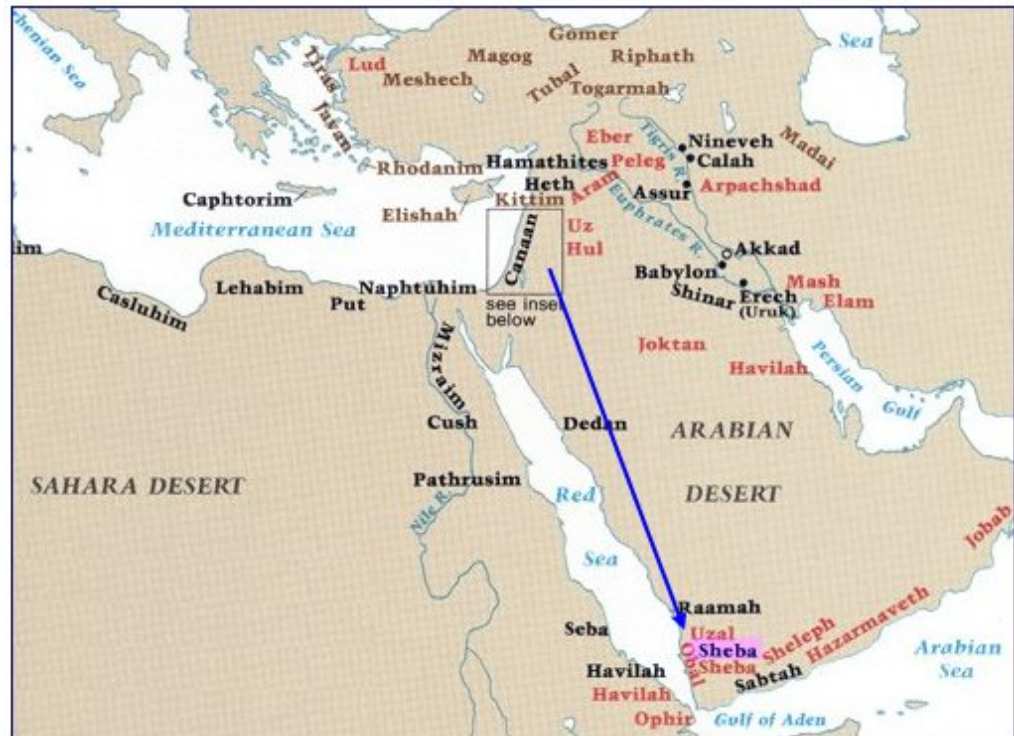 rhenian Sea
Gomer
Sea
Magog
Riphath
Lud
Meshech
Tubal
Tiras
Togarmah
Javan
Eber
Tigris R.
Nineveh
Madai
Rhodanim
Hamathites
Peleg
Calah
Heth
Aram
Assur
Arpachshad
Caphtorim
Kittim
Elishah
Euphrates R.
Mediterranean Sea
Uz
Hul
Canaan
Akkad
lim
Babylon
Casluhim
Lehabim
Put
Naphtuhim
Shinar
Mash
Elam
Erech
(Uruk)
see inset
below
Mizraim
Joktan
Havilah
Persian
Gulf
Cush
Dedan
ARABIAN
DESERT
SAHARA DESERT
Pathrusim
Nile R.
Red
Sea
Jobab
Raamah
Seba
Uzal
Sheba
Obal
Sheba
Sheleph
Hazarmaveth
Sabtah
Arabian
Sea
Havilah
Havilah
Ophir
Gulf of Aden